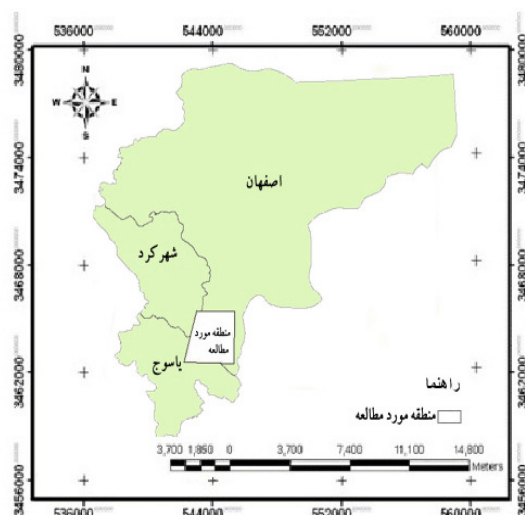 536000 544000 552000 560000
3480000 3480000
N
W E
S
3474000 3474000
اصفهان
شهرکرد
3468000 3468000
منطقه مورد
مطالعه
یاسوج
3462000 3462000
راهنما
منطقه مورد مطالعه
3,700 1,850 0 3,700 7,400 11,100 14,800
Meters
3456000 3456000
536000 544000 552000 560000